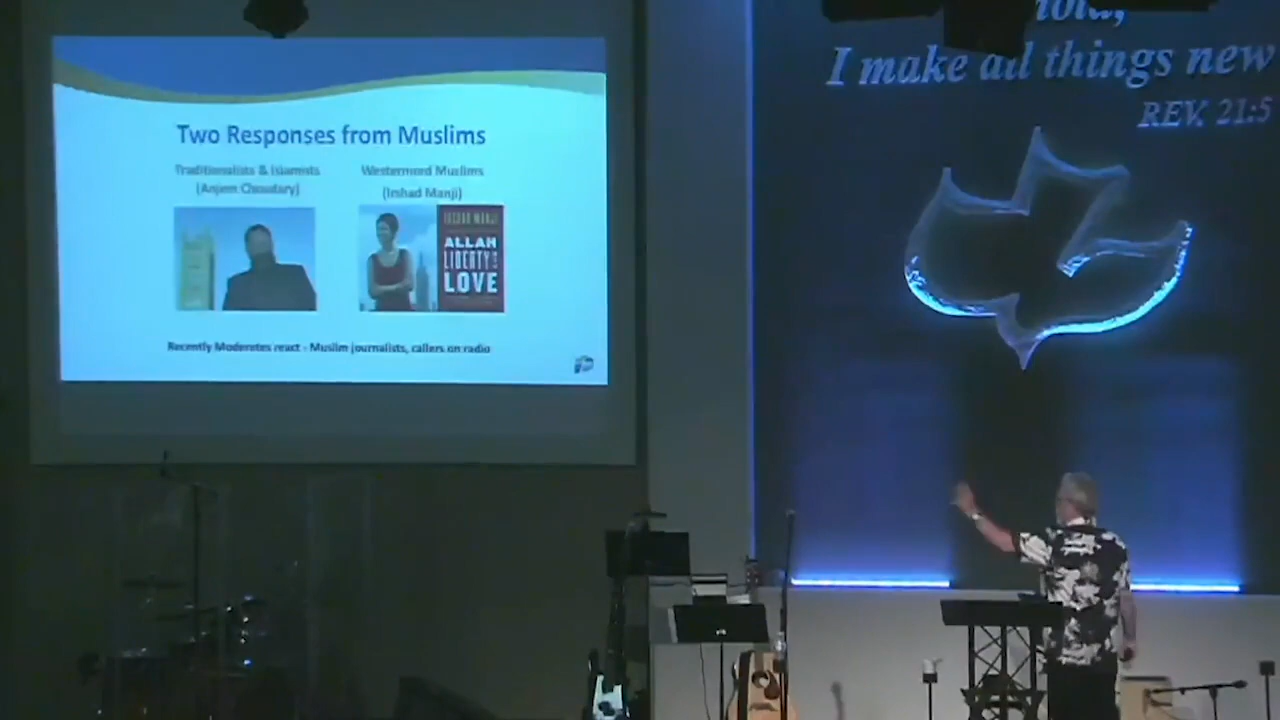 Two Responses from Muslims
Traditionalists & Islamists
(Anjem Choudary)
Westernized Muslims
(Irshad Manji)
IRSHAD MANJI
ALLAH
LIBERTY &
LOVE
Recently Moderates react - Muslim journalists, callers on radio
I make all things new
REV. 21:5